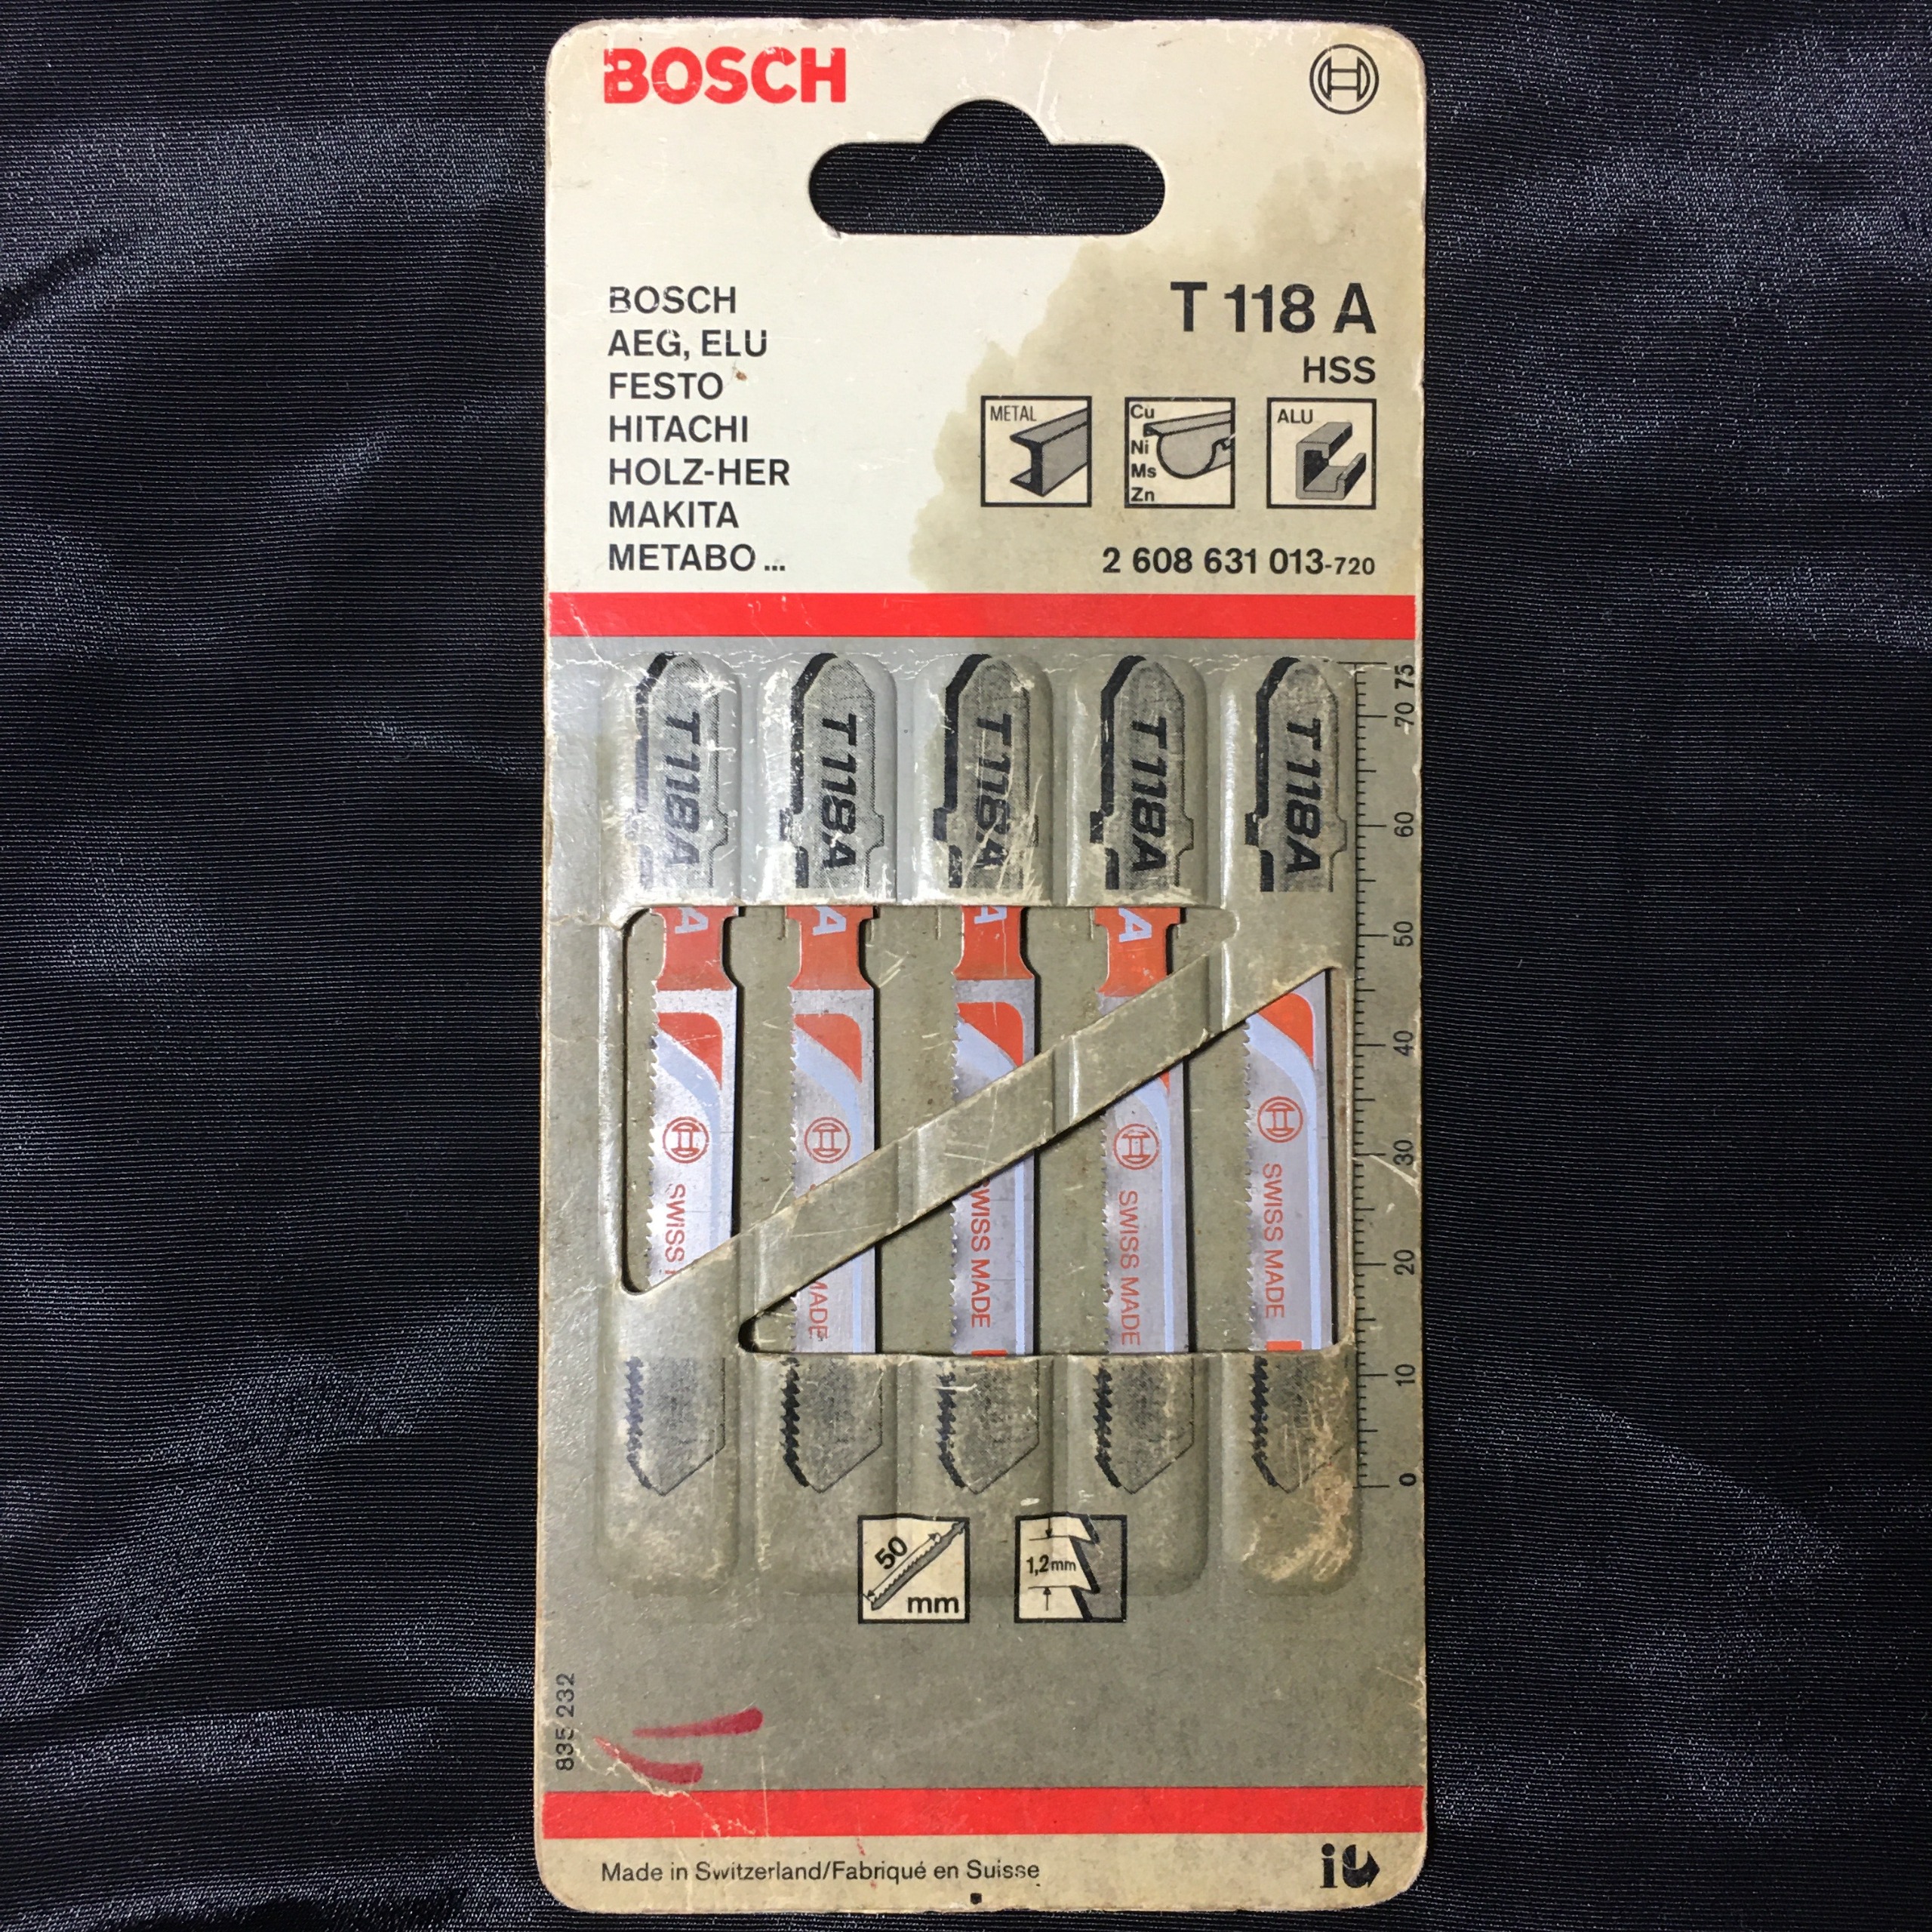 BOSCH
BOSCH
AEG, ELU
FESTO
HITACHI
HOLZ-HER
MAKITA
METABO ...
T 118 A
HSS
METAL
Cu
Ni
Ms
Zn
ALU
2 608 631 013-720
T118A
T118A
T118A
T118A
T118A
A
A
A
A
SWISS
MADE
SWISS MADE
SWISS MADE
SWISS MADE
75
70
60
50
40
30
20
10
0
50
mm
1,2mm
835 232
Made in Switzerland/Fabriqué en Suisse